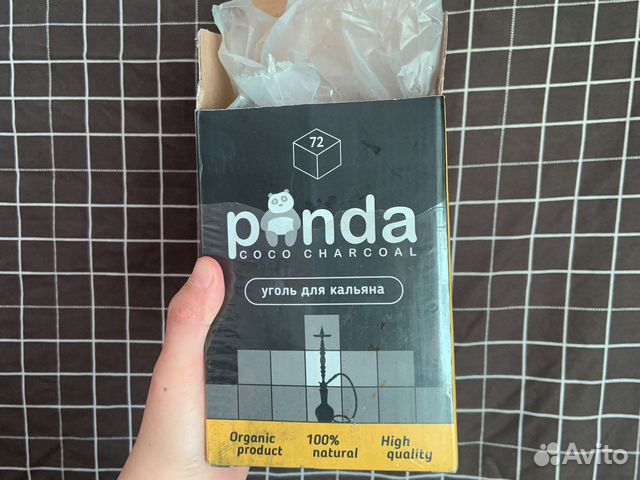 72
panda
COCO CHARCOAL
уголь для кальяна
Organic product
100% natural
High quality
Avito